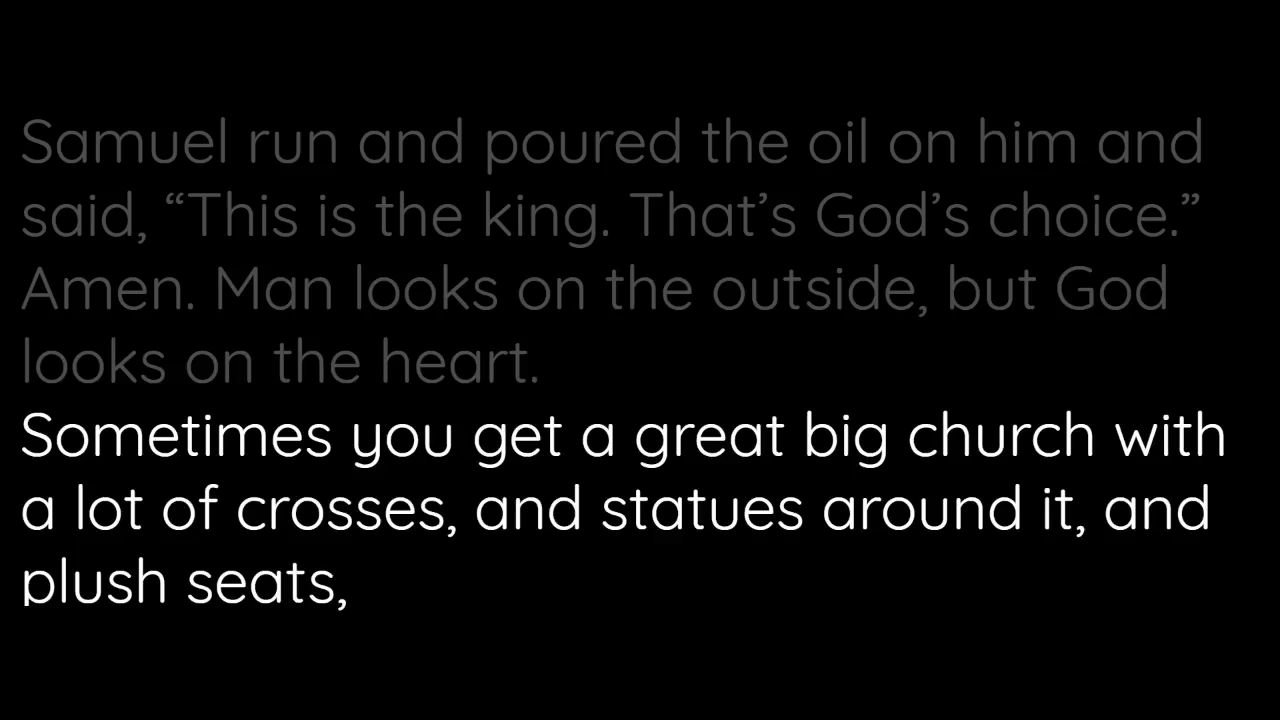 Samuel run and poured the oil on him and
said, “This is the king. That’s God’s choice.”
Amen. Man looks on the outside, but God
looks on the heart.
Sometimes you get a great big church with
a lot of crosses, and statues around it, and
plush seats,